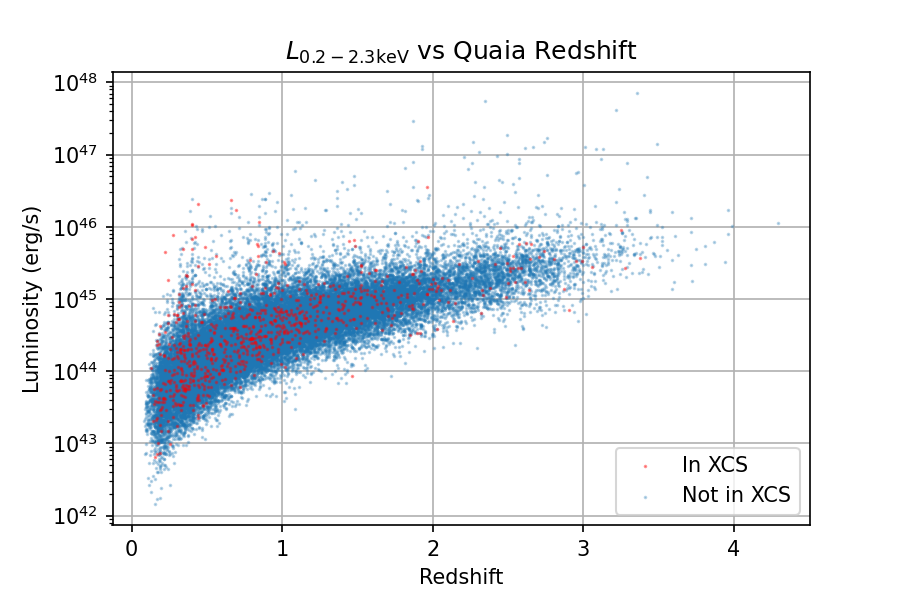 L0.2 − 2.3keV vs Quaia Redshift
10^48
10^47
10^46
10^45
10^44
10^43
10^42
Luminosity (erg/s)
In XCS
Not in XCS
0 1 2 3 4
Redshift